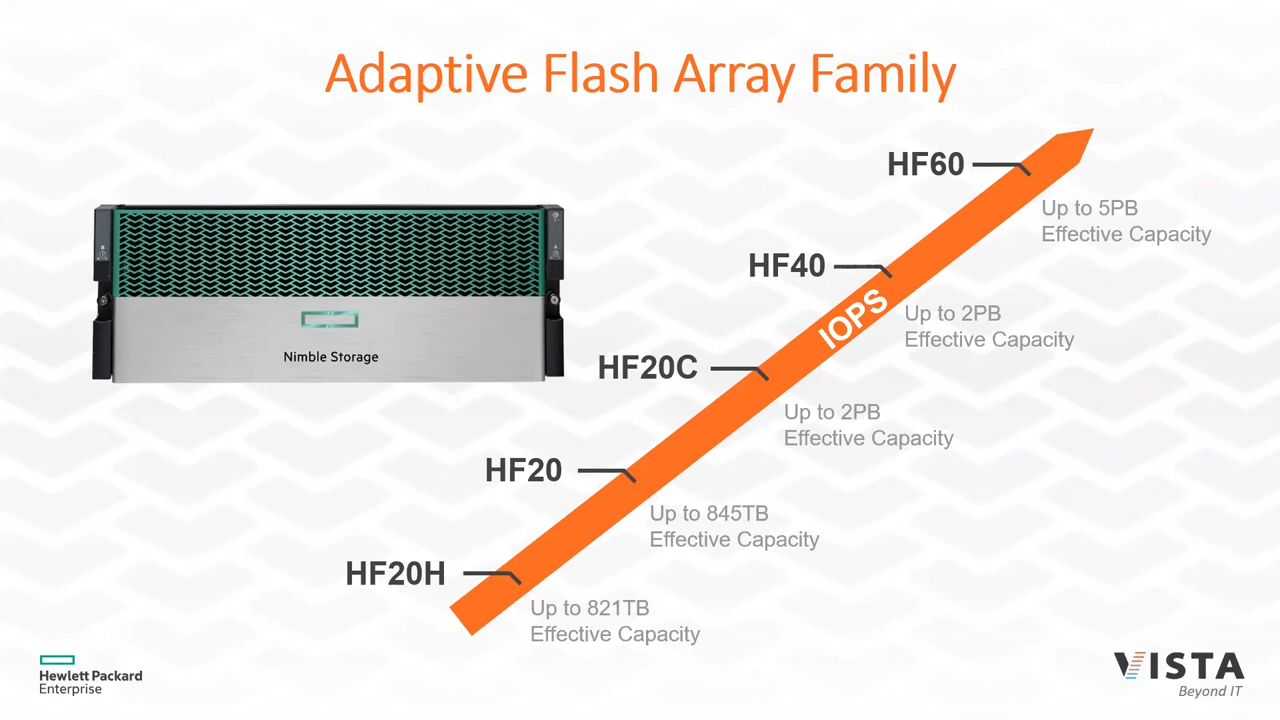 Adaptive Flash Array Family
HF60
Up to 5PB
Effective Capacity
HF40
Up to 2PB
Effective Capacity
IOPS
HF20C
Up to 2PB
Effective Capacity
HF20
Up to 845TB
Effective Capacity
HF20H
Up to 821TB
Effective Capacity
Nimble Storage
Hewlett Packard
Enterprise
VISTA
Beyond IT